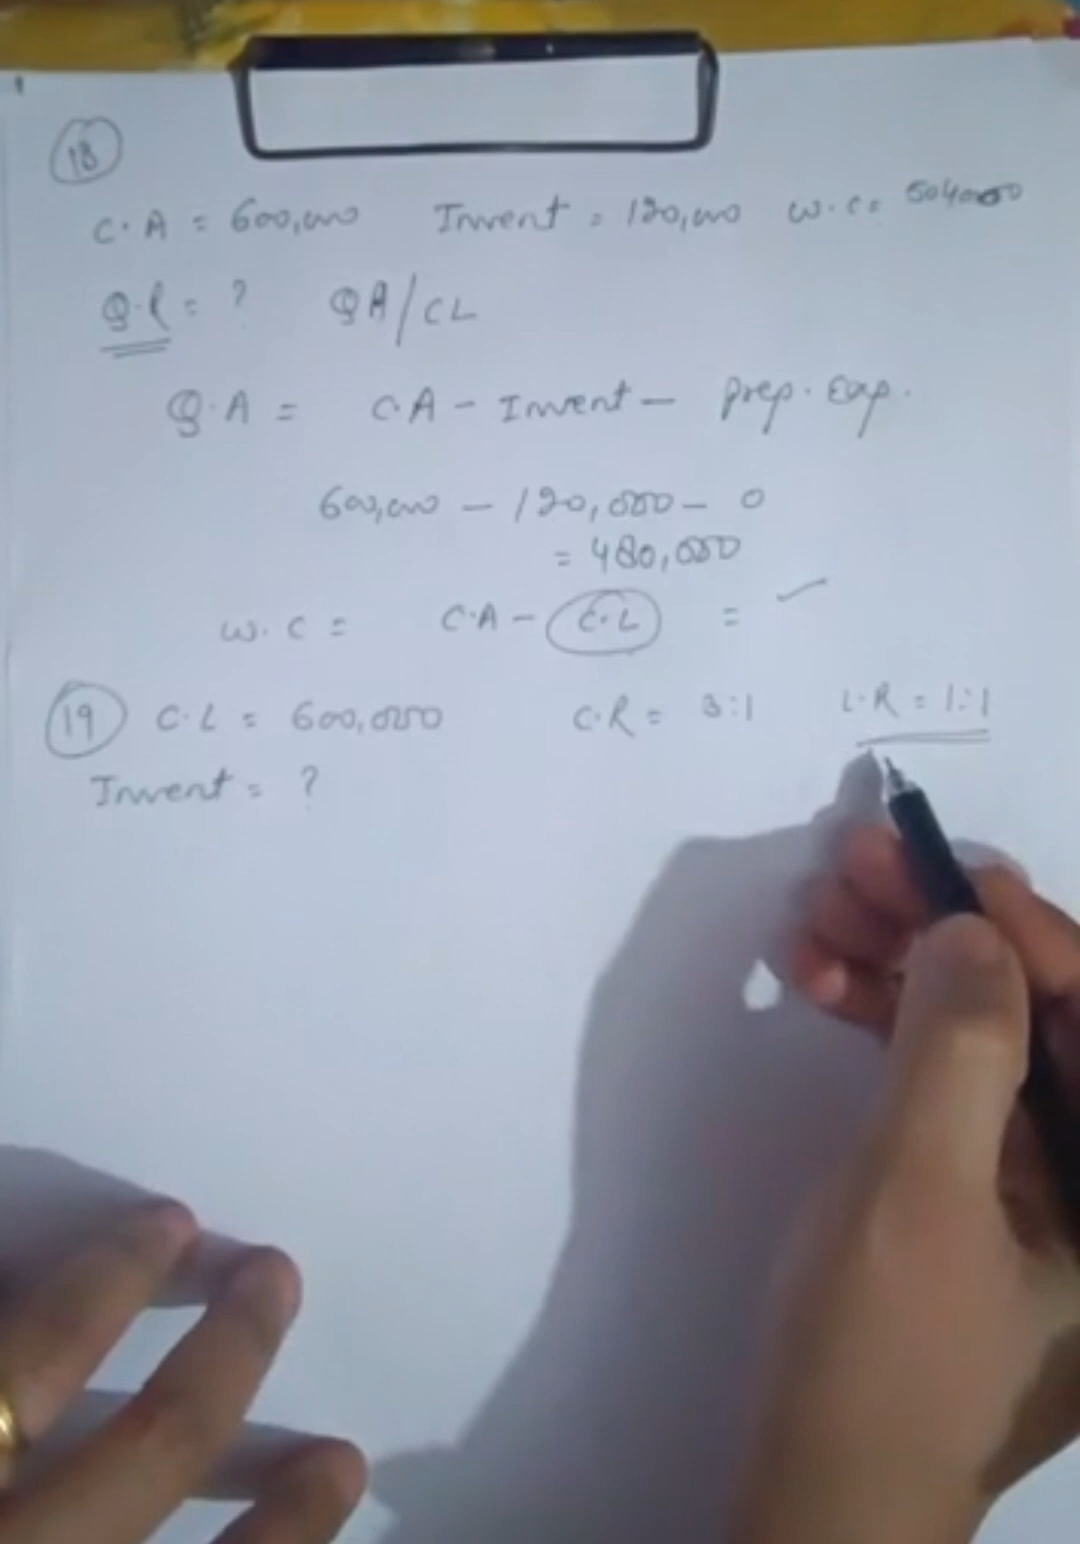 18
C.A = 600,000 Invent = 120,000 W.C = 504000
Q.R = ? QA/CL
Q.A = C.A - Invent - Prep. Exp.
600,000 - 120,000 - 0
= 480,000
W.C = C.A - C.L =
19 C.L = 600,000 C.R = 3:1 L.R = 1:1
Invent = ?